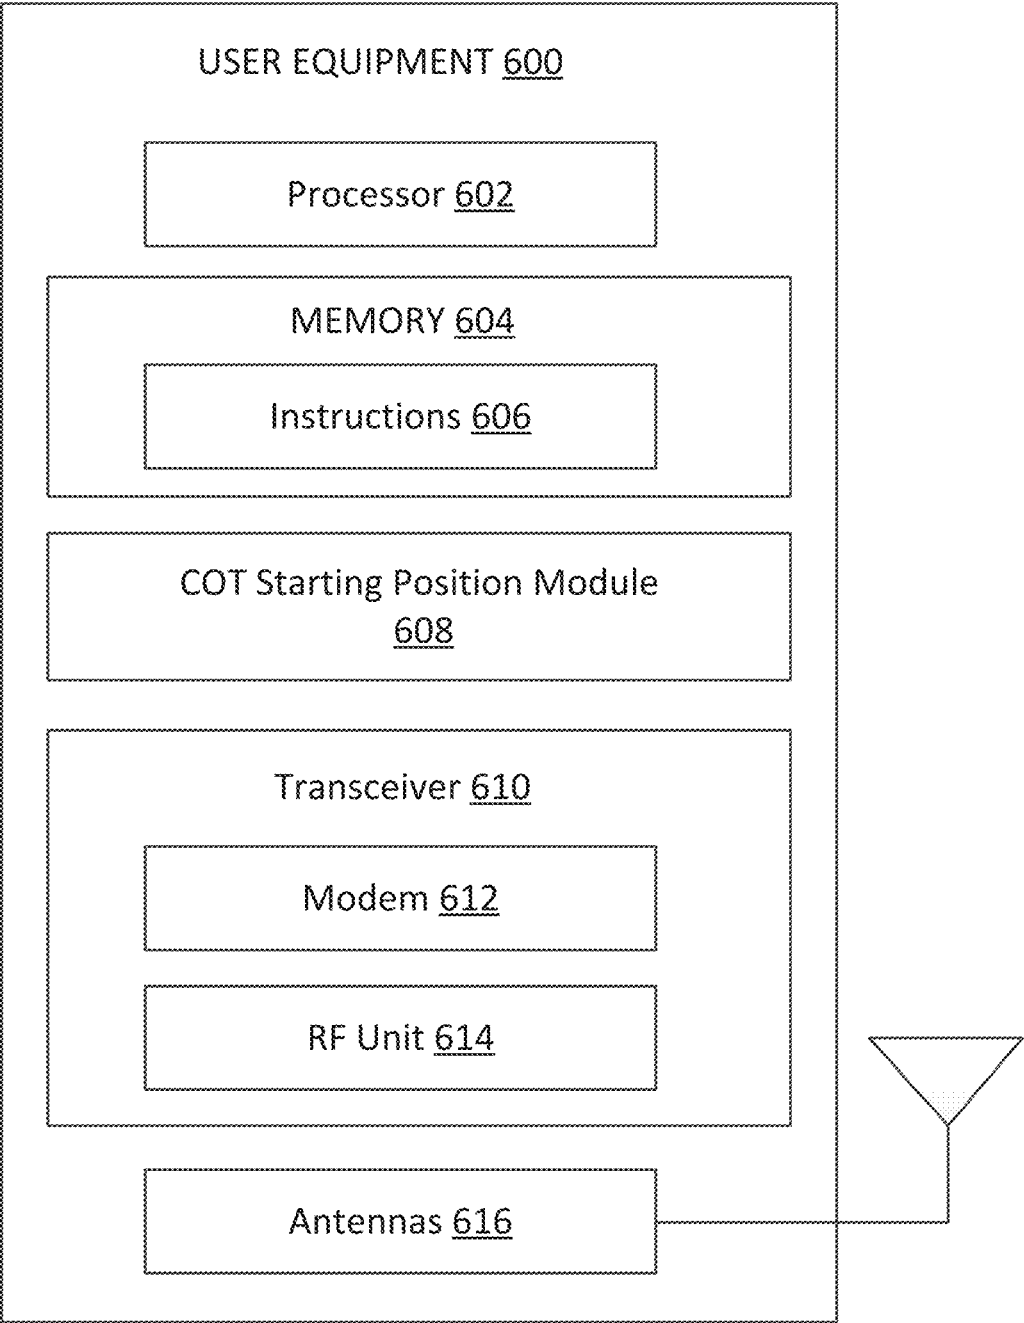 USER EQUIPMENT 600
Processor 602
MEMORY 604
Instructions 606
COT Starting Position Module
608
Transceiver 610
Modem 612
RF Unit 614
Antennas 616